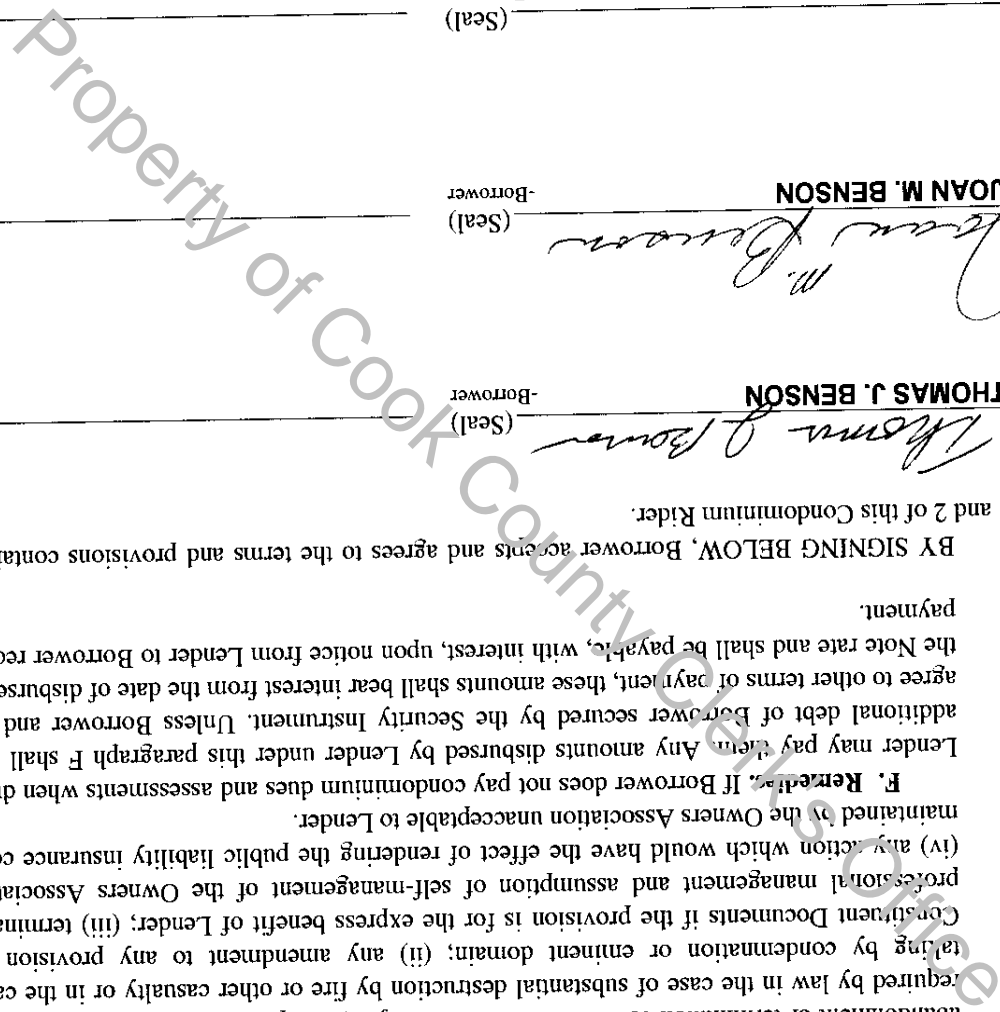 required by law in the case of substantial destruction by fire or other casualty or in the ca
taking by condemnation or eminent domain; (ii) any amendment to any provision
Constituent Documents if the provision is for the express benefit of Lender; (iii) termina
professional management and assumption of self-management of the Owners Associat
(iv) any action which would have the effect of rendering the public liability insurance co
maintained by the Owners Association unacceptable to Lender.
F. Remedies. If Borrower does not pay condominium dues and assessments when du
Lender may pay them. Any amounts disbursed by Lender under this paragraph F shall
additional debt of Borrower secured by the Security Instrument. Unless Borrower and
agree to other terms of payment, these amounts shall bear interest from the date of disburse
the Note rate and shall be payable, with interest, upon notice from Lender to Borrower req
payment.
BY SIGNING BELOW, Borrower accepts and agrees to the terms and provisions contai
and 2 of this Condominium Rider.
Thomas J Benson (Seal)
THOMAS J. BENSON -Borrower
Joan M. Benson (Seal)
JOAN M. BENSON -Borrower
(Seal)
Property of Cook County Clerk's Office